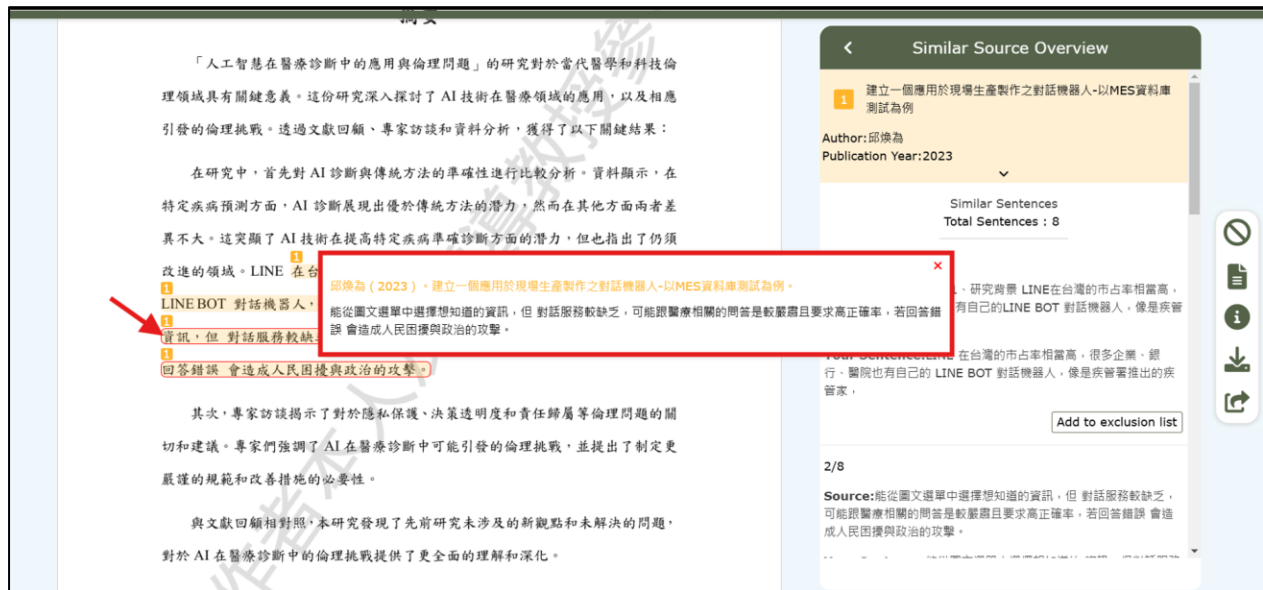 摘要
「人工智慧在醫療診斷中的應用與倫理問題」的研究對於當代醫學和科技倫
理領域具有關鍵意義。這份研究深入探討了 AI 技術在醫療領域的應用,以及相應
引發的倫理挑戰。透過文獻回顧、專家訪談和資料分析,獲得了以下關鍵結果:
在研究中,首先對 AI 診斷與傳統方法的準確性進行比較分析。資料顯示,在
特定疾病預測方面,AI 診斷展現出優於傳統方法的潛力,然而在其他方面兩者差
異不大。這突顯了 AI 技術在提高特定疾病準確診斷方面的潛力,但也指出了仍須
1
改進的領域。LINE 在台
1
LINE BOT 對話機器人,
1
資訊,但 對話服務較缺
1
回答錯誤 會造成人民困擾與政治的攻擊。
其次,專家訪談揭示了對於隱私保護、決策透明度和責任歸屬等倫理問題的關
切和建議。專家們強調了 AI 在醫療診斷中可能引發的倫理挑戰,並提出了制定更
嚴謹的規範和改善措施的必要性。
與文獻回顧相對照,本研究發現了先前研究未涉及的新觀點和未解決的問題,
對於 AI 在醫療診斷中的倫理挑戰提供了更全面的理解和深化。
作者本人及指導教授參
×
邱煥為(2023)。建立一個應用於現場生產製作之對話機器人-以MES資料庫測試為例。
能從圖文選單中選擇想知道的資訊,但 對話服務較缺乏,可能跟醫療相關的問答是較嚴肅且要求高正確率,若回答錯
誤 會造成人民困擾與政治的攻擊。
Similar Source Overview
1
建立一個應用於現場生產製作之對話機器人-以MES資料庫
測試為例
Author:邱煥為
Publication Year:2023
Similar Sentences
Total Sentences : 8
、研究背景 LINE在台灣的市占率相當高,
有自己的LINE BOT 對話機器人,像是疾管
Your Sentence:LINE 在台灣的市占率相當高,很多企業、銀
行、醫院也有自己的 LINE BOT 對話機器人,像是疾管署推出的疾
管家,
Add to exclusion list
2/8
Source:能從圖文選單中選擇想知道的資訊,但 對話服務較缺乏,
可能跟醫療相關的問答是較嚴肅且要求高正確率,若回答錯誤 會造
成人民困擾與政治的攻擊。